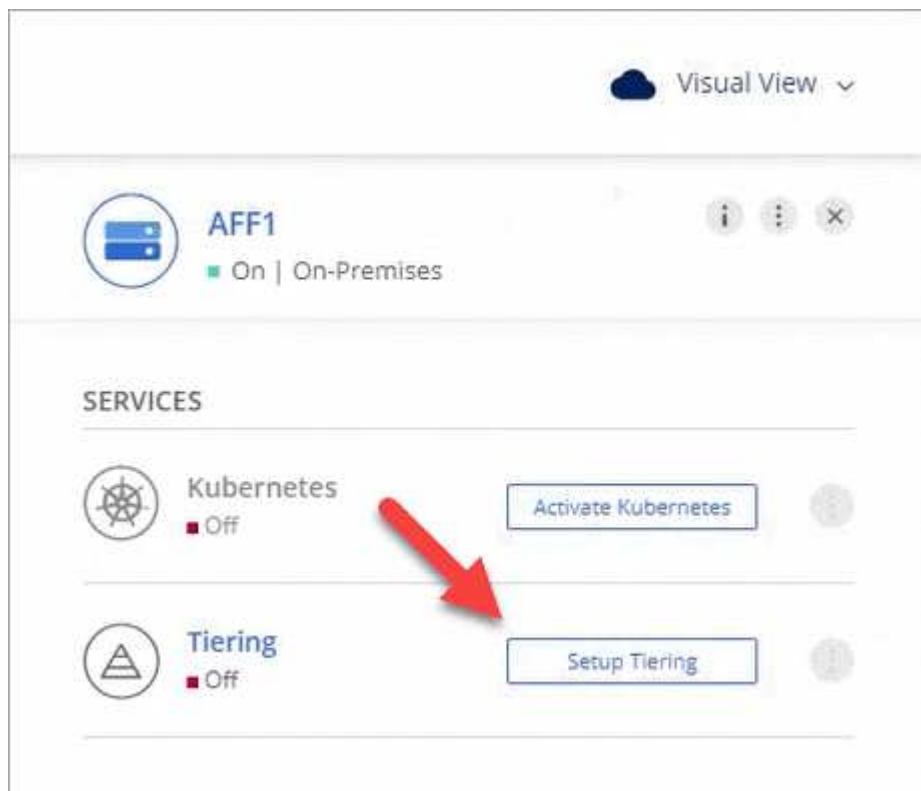 Visual View
AFF1
On | On-Premises
SERVICES
Kubernetes
Off
Activate Kubernetes
Tiering
Off
Setup Tiering